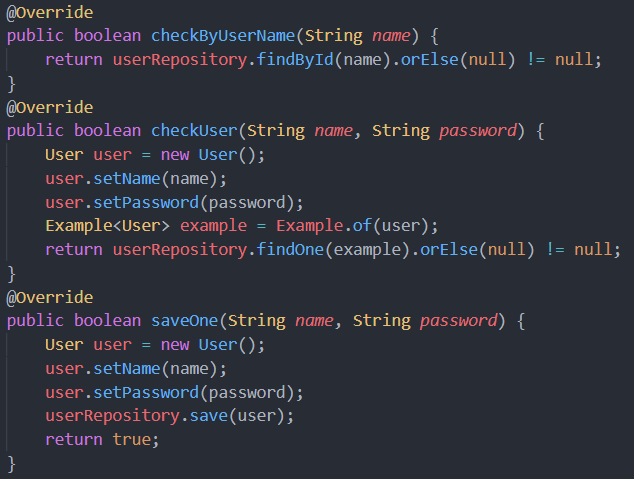 @Override
public boolean checkByUserName(String name) {
    return userRepository.findById(name).orElse(null) != null;
}
@Override
public boolean checkUser(String name, String password) {
    User user = new User();
    user.setName(name);
    user.setPassword(password);
    Example<User> example = Example.of(user);
    return userRepository.findOne(example).orElse(null) != null;
}
@Override
public boolean saveOne(String name, String password) {
    User user = new User();
    user.setName(name);
    user.setPassword(password);
    userRepository.save(user);
    return true;
}